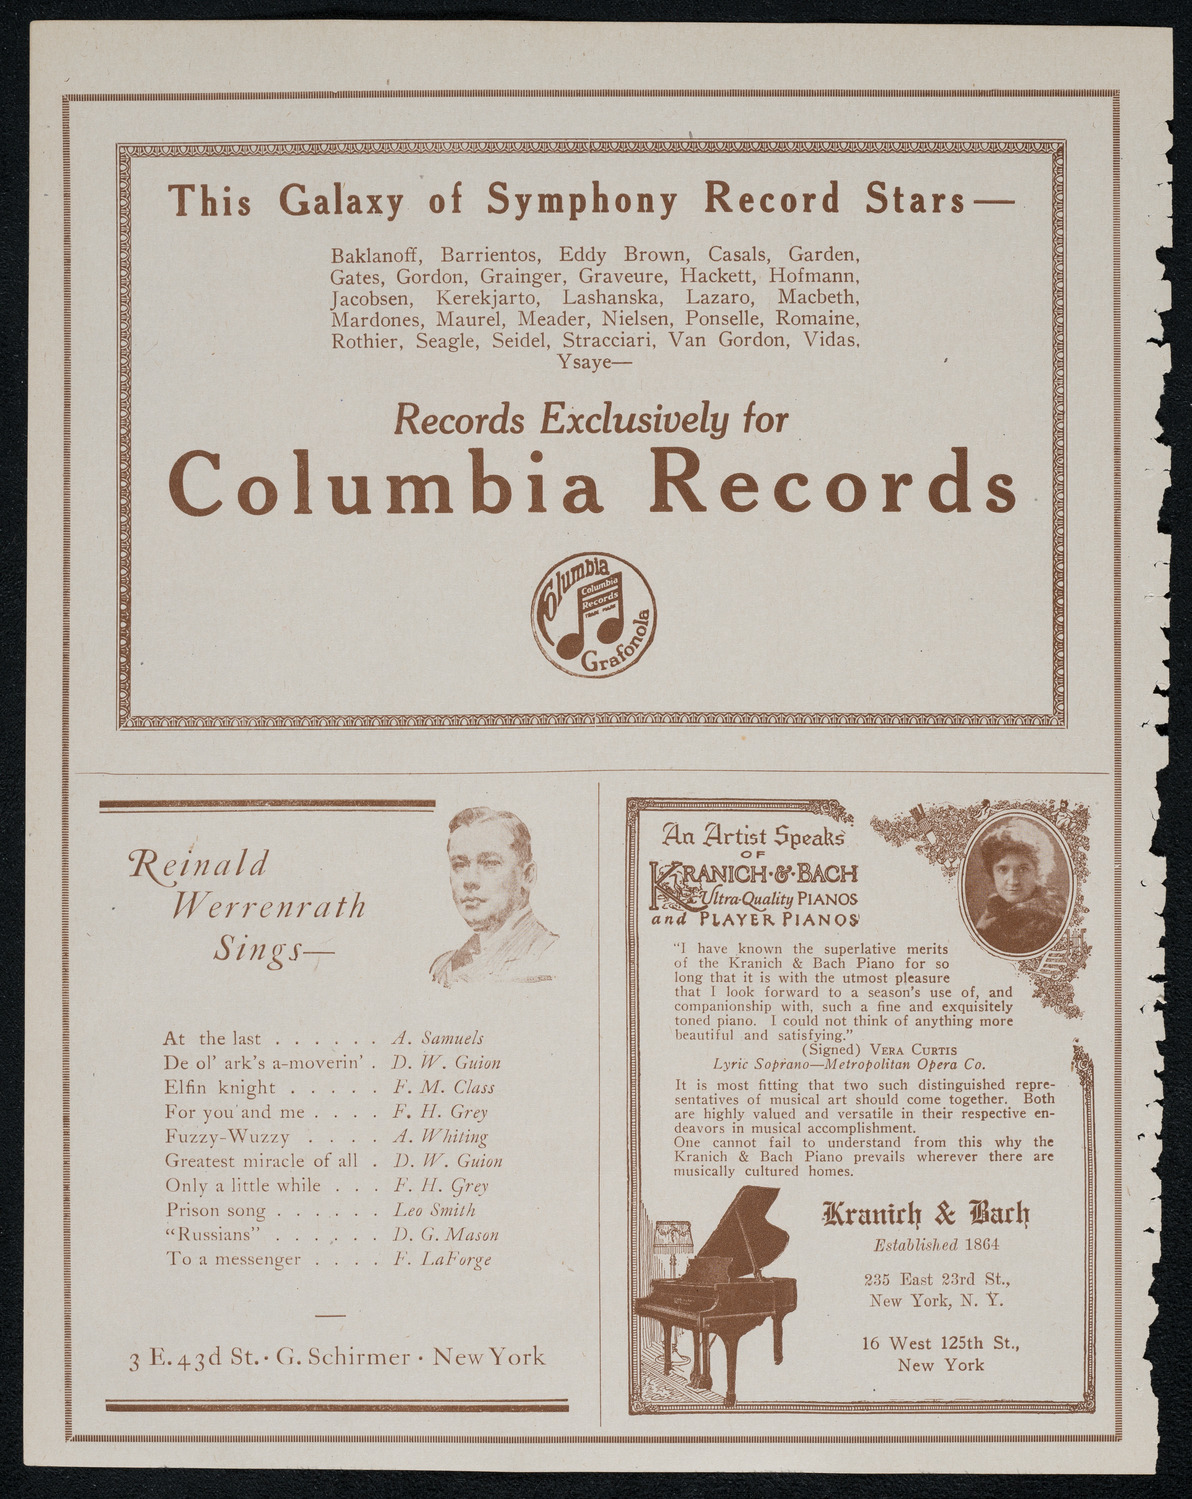 This Galaxy of Symphony Record Stars—
Baklanoff, Barrientos, Eddy Brown, Casals, Garden,
Gates, Gordon, Grainger, Graveure, Hackett, Hofmann,
Jacobsen, Kerekjarto, Lashanska, Lazaro, Macbeth,
Mardones, Maurel, Meader, Nielsen, Ponselle, Romaine,
Rothier, Seagle, Seidel, Stracciari, Van Gordon, Vidas,
Ysaye—
Records Exclusively for
Columbia Records
Columbia
Columbia
Records
TRADE MARK
Grafonola
Reinald
Werrenrath
Sings—
At the last . . . . . . A. Samuels
De ol' ark's a-moverin' . D. W. Guion
Elfin knight . . . . . F. M. Class
For you and me . . . . F. H. Grey
Fuzzy-Wuzzy . . . . A. Whiting
Greatest miracle of all . D. W. Guion
Only a little while . . . F. H. Grey
Prison song . . . . . . Leo Smith
"Russians" . . . . . . D. G. Mason
To a messenger . . . . F. LaForge
3 E. 43d St. · G. Schirmer · New York
An Artist Speaks
OF
KRANICH·&·BACH
Ultra-Quality PIANOS
and PLAYER PIANOS
"I have known the superlative merits
of the Kranich & Bach Piano for so
long that it is with the utmost pleasure
that I look forward to a season's use of, and
companionship with, such a fine and exquisitely
toned piano. I could not think of anything more
beautiful and satisfying."
(Signed) VERA CURTIS
Lyric Soprano—Metropolitan Opera Co.
It is most fitting that two such distinguished repre-
sentatives of musical art should come together. Both
are highly valued and versatile in their respective en-
deavors in musical accomplishment.
One cannot fail to understand from this why the
Kranich & Bach Piano prevails wherever there are
musically cultured homes.
Kranich & Bach
Established 1864
235 East 23rd St.,
New York, N. Y.
16 West 125th St.,
New York